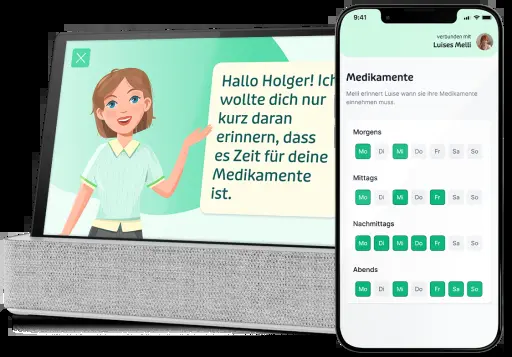 Hallo Holger! Ich
wollte dich nur
kurz daran
erinnern, dass
es Zeit für deine
Medikamente
ist.
9:41
verbunden mit
Luises Melli
Medikamente
Melli erinnert Luise wann sie ihre Medikamente
einnehmen muss.
Morgens
Mo Di Mi Do Fr Sa So
Mittags
Mo Di Mi Do Fr Sa So
Nachmittags
Mo Di Mi Do Fr Sa So
Abends
Mo Di Mi Do Fr Sa So